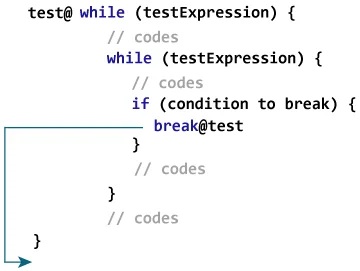 test@ while (testExpression) {
// codes
while (testExpression) {
// codes
if (condition to break) {
break@test
}
// codes
}
// codes
}